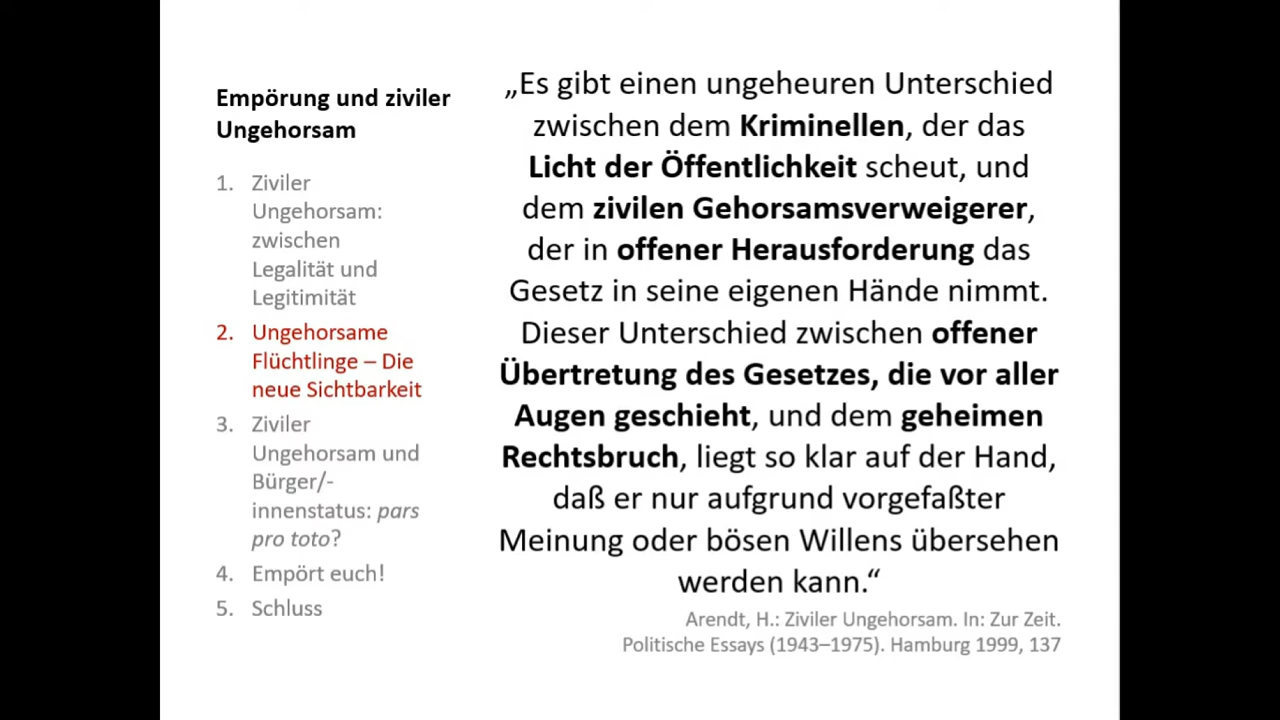 Empörung und ziviler
Ungehorsam
1. Ziviler
Ungehorsam:
zwischen
Legalität und
Legitimität
2. Ungehorsame
Flüchtlinge – Die
neue Sichtbarkeit
3. Ziviler
Ungehorsam und
Bürger/-
innenstatus: pars
pro toto?
4. Empört euch!
5. Schluss
„Es gibt einen ungeheuren Unterschied
zwischen dem Kriminellen, der das
Licht der Öffentlichkeit scheut, und
dem zivilen Gehorsamsverweigerer,
der in offener Herausforderung das
Gesetz in seine eigenen Hände nimmt.
Dieser Unterschied zwischen offener
Übertretung des Gesetzes, die vor aller
Augen geschieht, und dem geheimen
Rechtsbruch, liegt so klar auf der Hand,
daß er nur aufgrund vorgefaßter
Meinung oder bösen Willens übersehen
werden kann.“
Arendt, H.: Ziviler Ungehorsam. In: Zur Zeit.
Politische Essays (1943–1975). Hamburg 1999, 137